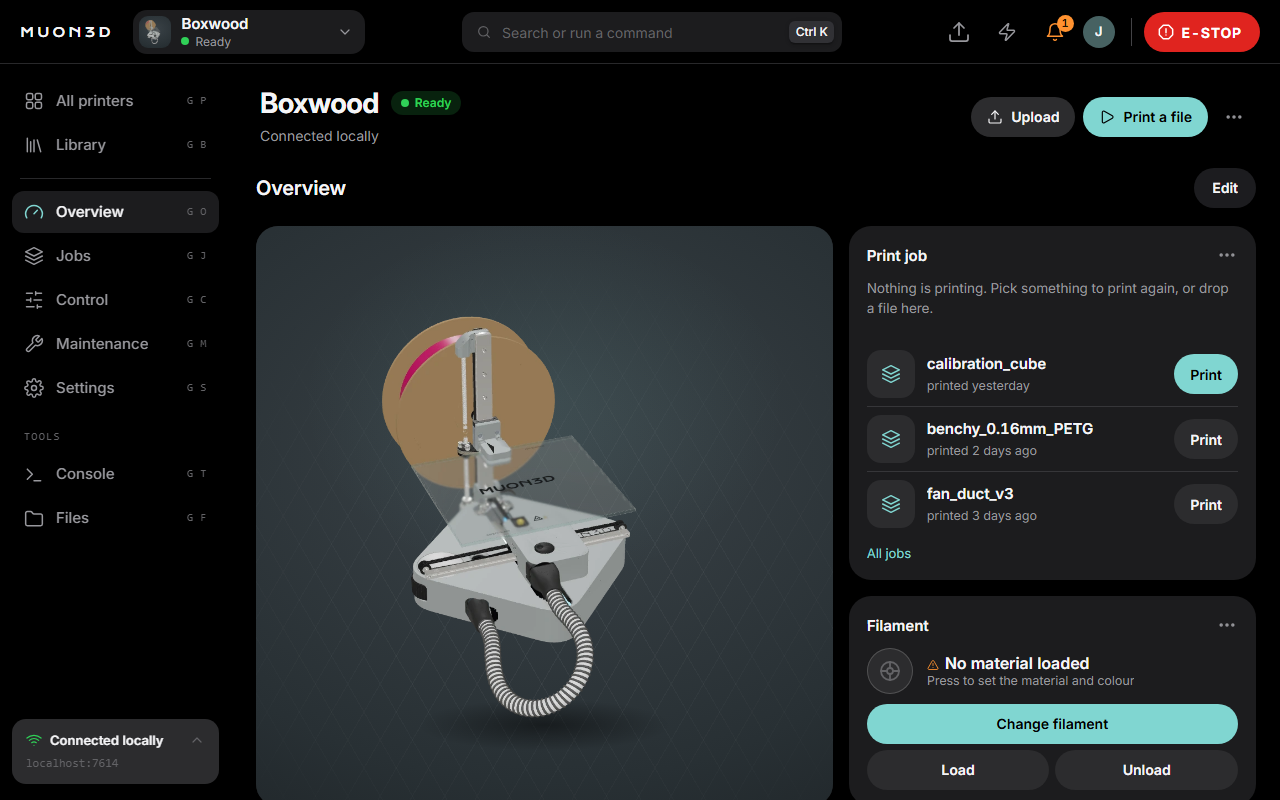 MUON3D
Boxwood
Ready
Search or run a command
Ctrl K
1
J
E-STOP
All printers
G P
Library
G B
Overview
G O
Jobs
G J
Control
G C
Maintenance
G M
Settings
G S
TOOLS
Console
G T
Files
G F
Connected locally
localhost:7614
Boxwood
Ready
Connected locally
Upload
Print a file
Overview
Edit
MUON3D
Print job
Nothing is printing. Pick something to print again, or drop
a file here.
calibration_cube
printed yesterday
Print
benchy_0.16mm_PETG
printed 2 days ago
Print
fan_duct_v3
printed 3 days ago
Print
All jobs
Filament
No material loaded
Press to set the material and colour
Change filament
Load
Unload